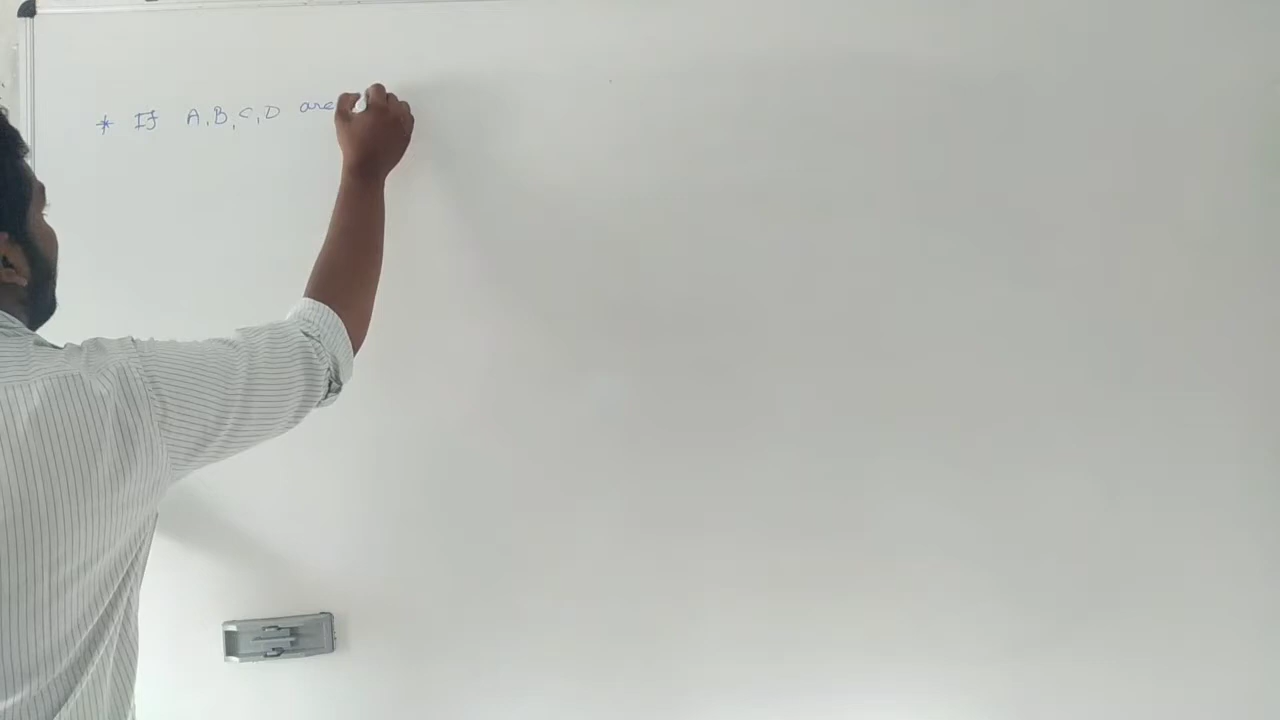 * If A, B, C, D are